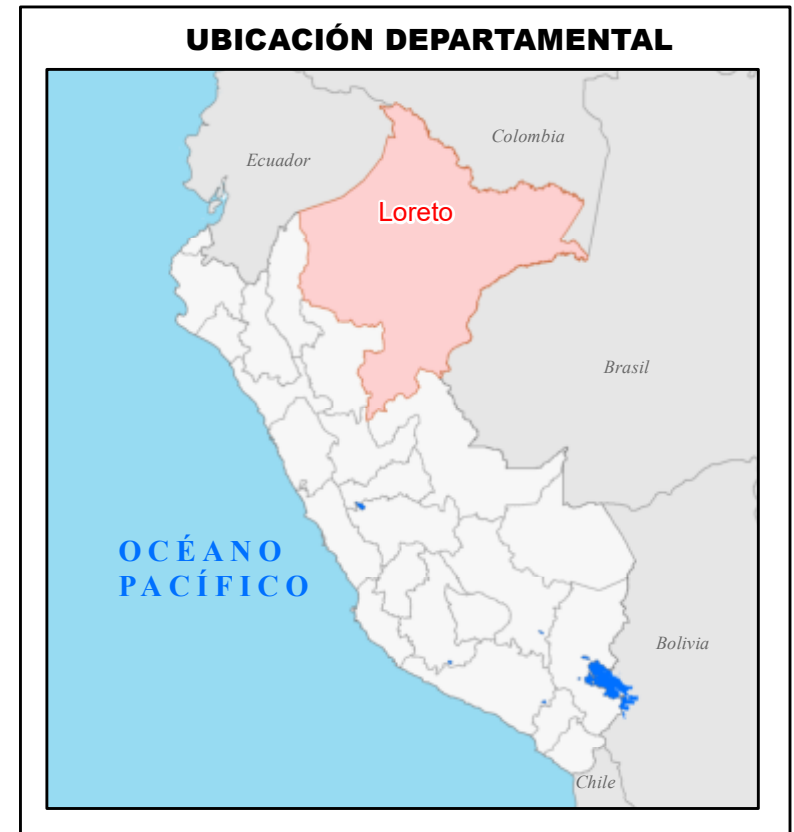 UBICACIÓN DEPARTAMENTAL
Colombia
Ecuador
Loreto
Brasil
OCÉANO
PACÍFICO
Bolivia
Chile